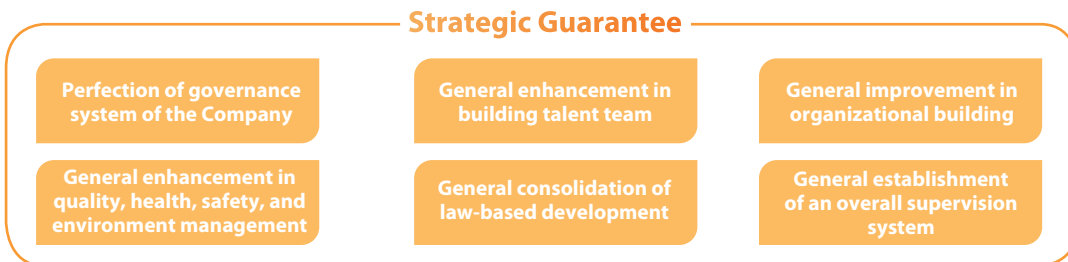 Strategic Guarantee
Perfection of governance
system of the Company
General enhancement in
building talent team
General improvement in
organizational building
General enhancement in
quality, health, safety, and
environment management
General consolidation of
law-based development
General establishment
of an overall supervision
system